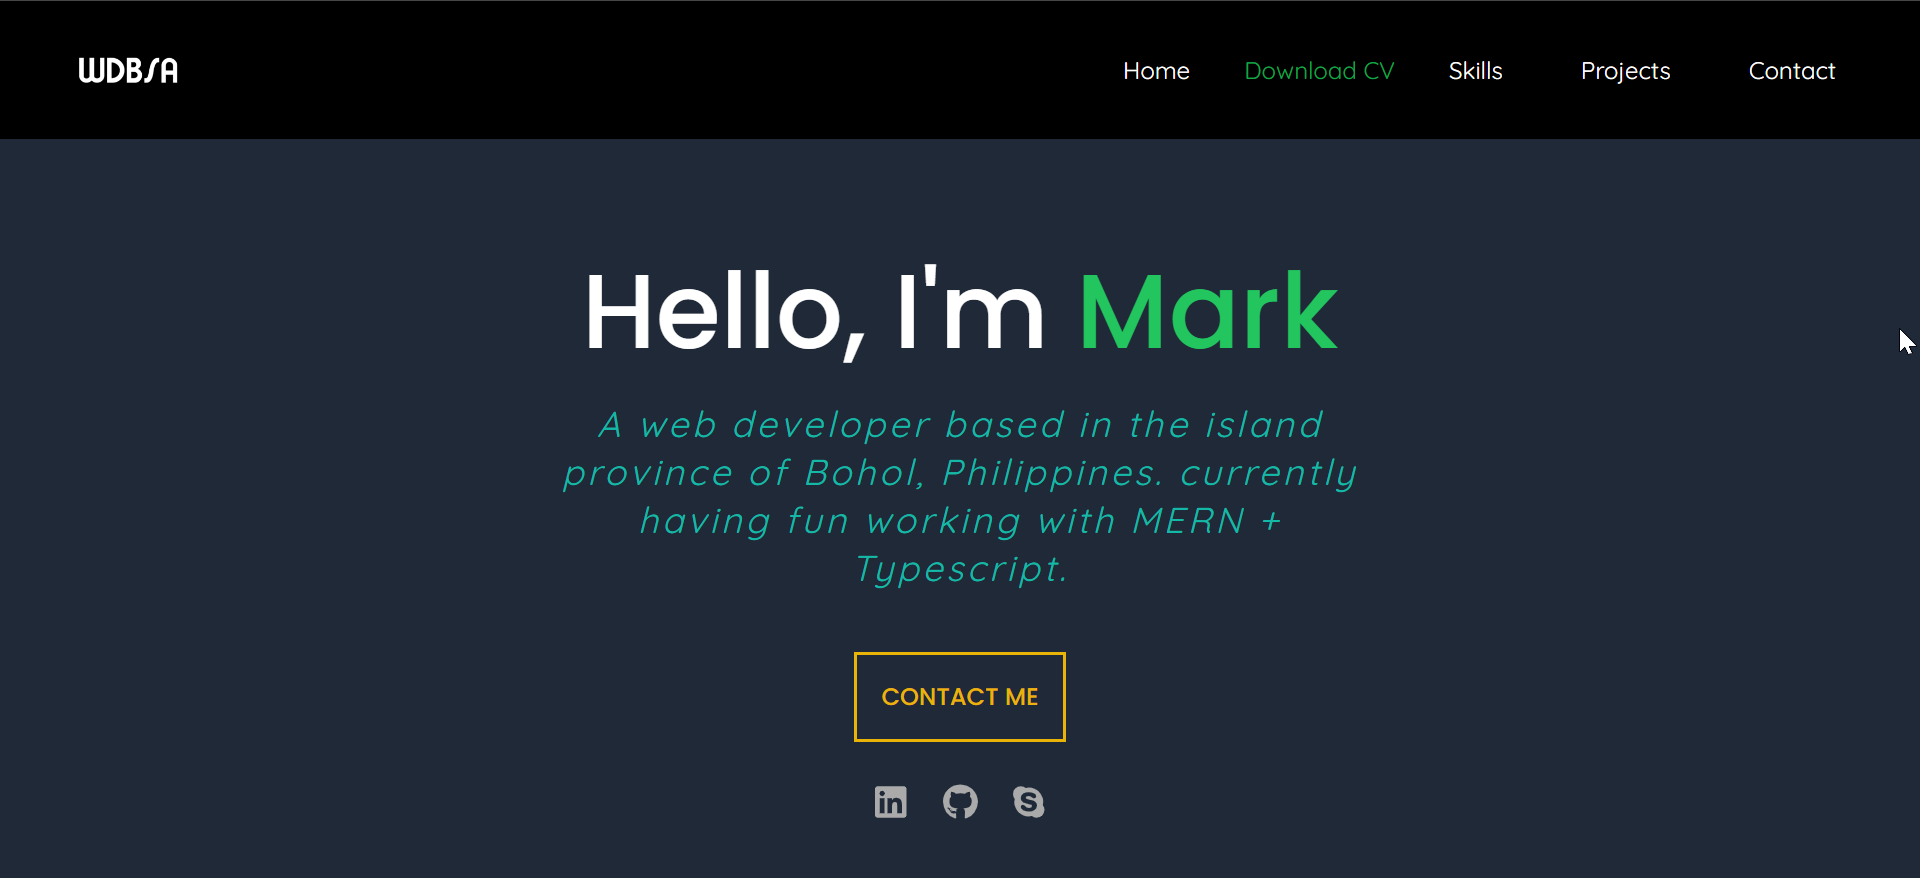 WDBSA
Home Download CV Skills Projects Contact
Hello, I'm Mark
A web developer based in the island
province of Bohol, Philippines. currently
having fun working with MERN +
Typescript.
CONTACT ME
in
S